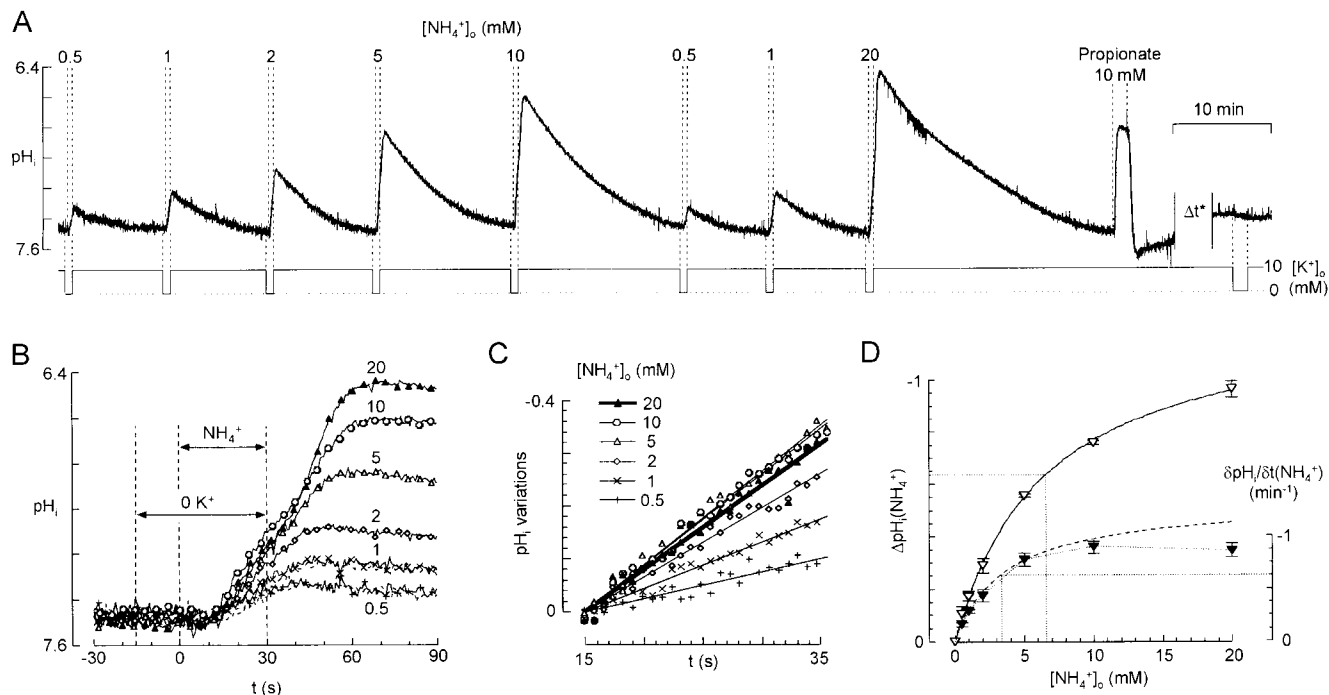 A
[NH₄⁺]ₒ (mM)
0.5 1 2 5 10 0.5 1 20 Propionate
10 mM
6.4
10 min
pHᵢ
Δt*
7.6
10 [K⁺]ₒ
0 (mM)
B
6.4
20
10
NH₄⁺
5
pHᵢ
0 K⁺
2
1
0.5
7.6
-30 0 30 60 90
t (s)
C
[NH₄⁺]ₒ (mM)
-0.4
20
10
5
2
1
0.5
pHᵢ variations
0
15 35
t (s)
D
-1
ΔpHᵢ(NH₄⁺)
δpHᵢ/δt(NH₄⁺)
(min⁻¹)
-1
0 0
0 5 10 15 20
[NH₄⁺]ₒ (mM)